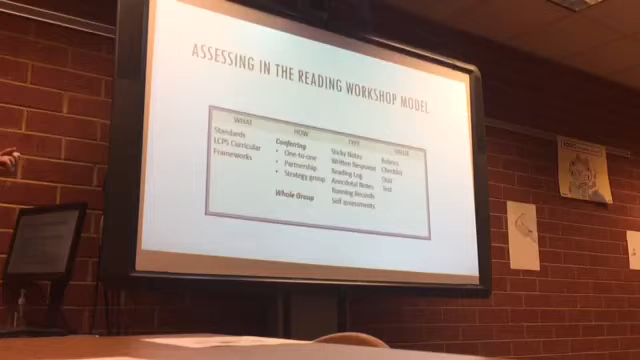 ASSESSING IN THE READING WORKSHOP MODEL
WHAT
Standards
LCPS Curricular
Frameworks
HOW
Conferring
• One-to-one
• Partnership
• Strategy group
Whole Group
TYPE
Sticky Notes
Written Response
Reading Log
Anecdotal Notes
Running Records
Self assessments
Rubrics
Checklist
Quiz
Test